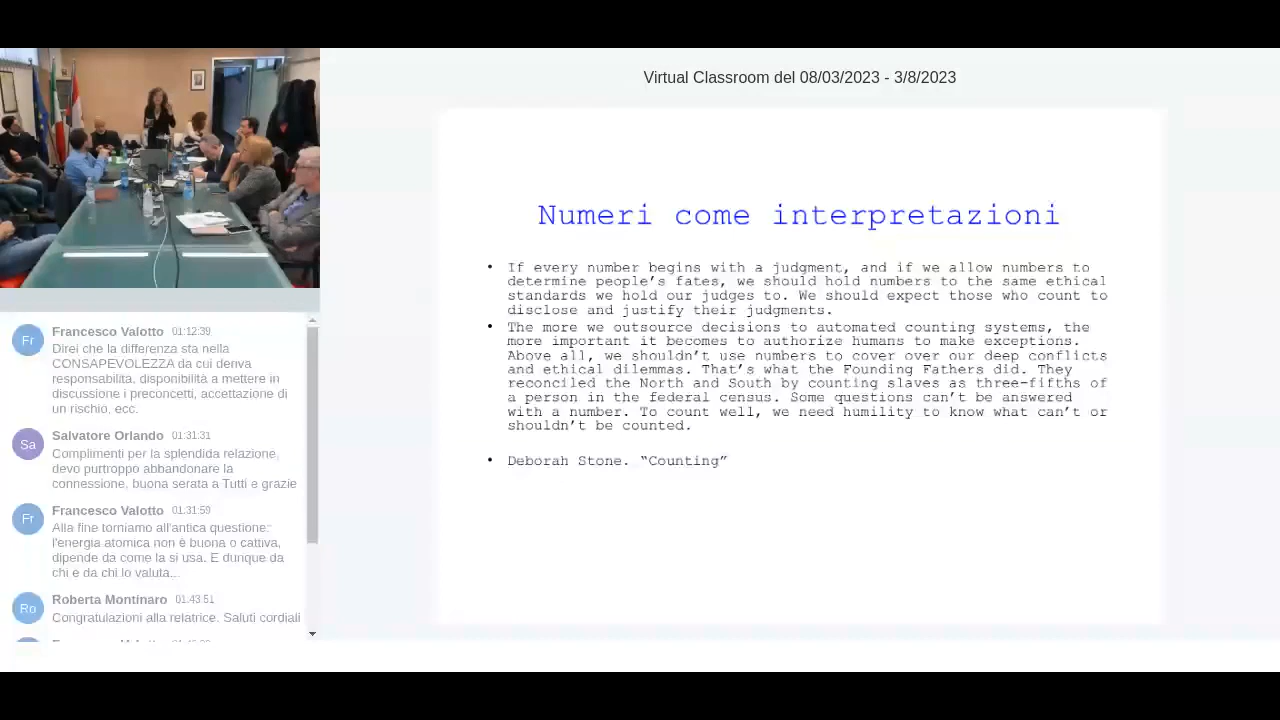 Virtual Classroom del 08/03/2023 - 3/8/2023
Numeri come interpretazioni
• If every number begins with a judgment, and if we allow numbers to
determine people's fates, we should hold numbers to the same ethical
standards we hold our judges to. We should expect those who count to
disclose and justify their judgments.
• The more we outsource decisions to automated counting systems, the
more important it becomes to authorize humans to make exceptions.
Above all, we shouldn't use numbers to cover over our deep conflicts
and ethical dilemmas. That's what the Founding Fathers did. They
reconciled the North and South by counting slaves as three-fifths of
a person in the federal census. Some questions can't be answered
with a number. To count well, we need humility to know what can't or
shouldn't be counted.
• Deborah Stone. “Counting”
Fr
Francesco Valotto 01:12:39
Direi che la differenza sta nella
CONSAPEVOLEZZA da cui deriva
responsabilità, disponibilità a mettere in
discussione i preconcetti, accettazione di
un rischio, ecc.
Sa
Salvatore Orlando 01:31:31
Complimenti per la splendida relazione,
devo purtroppo abbandonare la
connessione, buona serata a Tutti e grazie
Fr
Francesco Valotto 01:31:59
Alla fine torniamo all'antica questione:
l'energia atomica non è buona o cattiva,
dipende da come la si usa. E dunque da
chi e da chi lo valuta...
Ro
Roberta Montinaro 01:43:51
Congratulazioni alla relatrice. Saluti cordiali